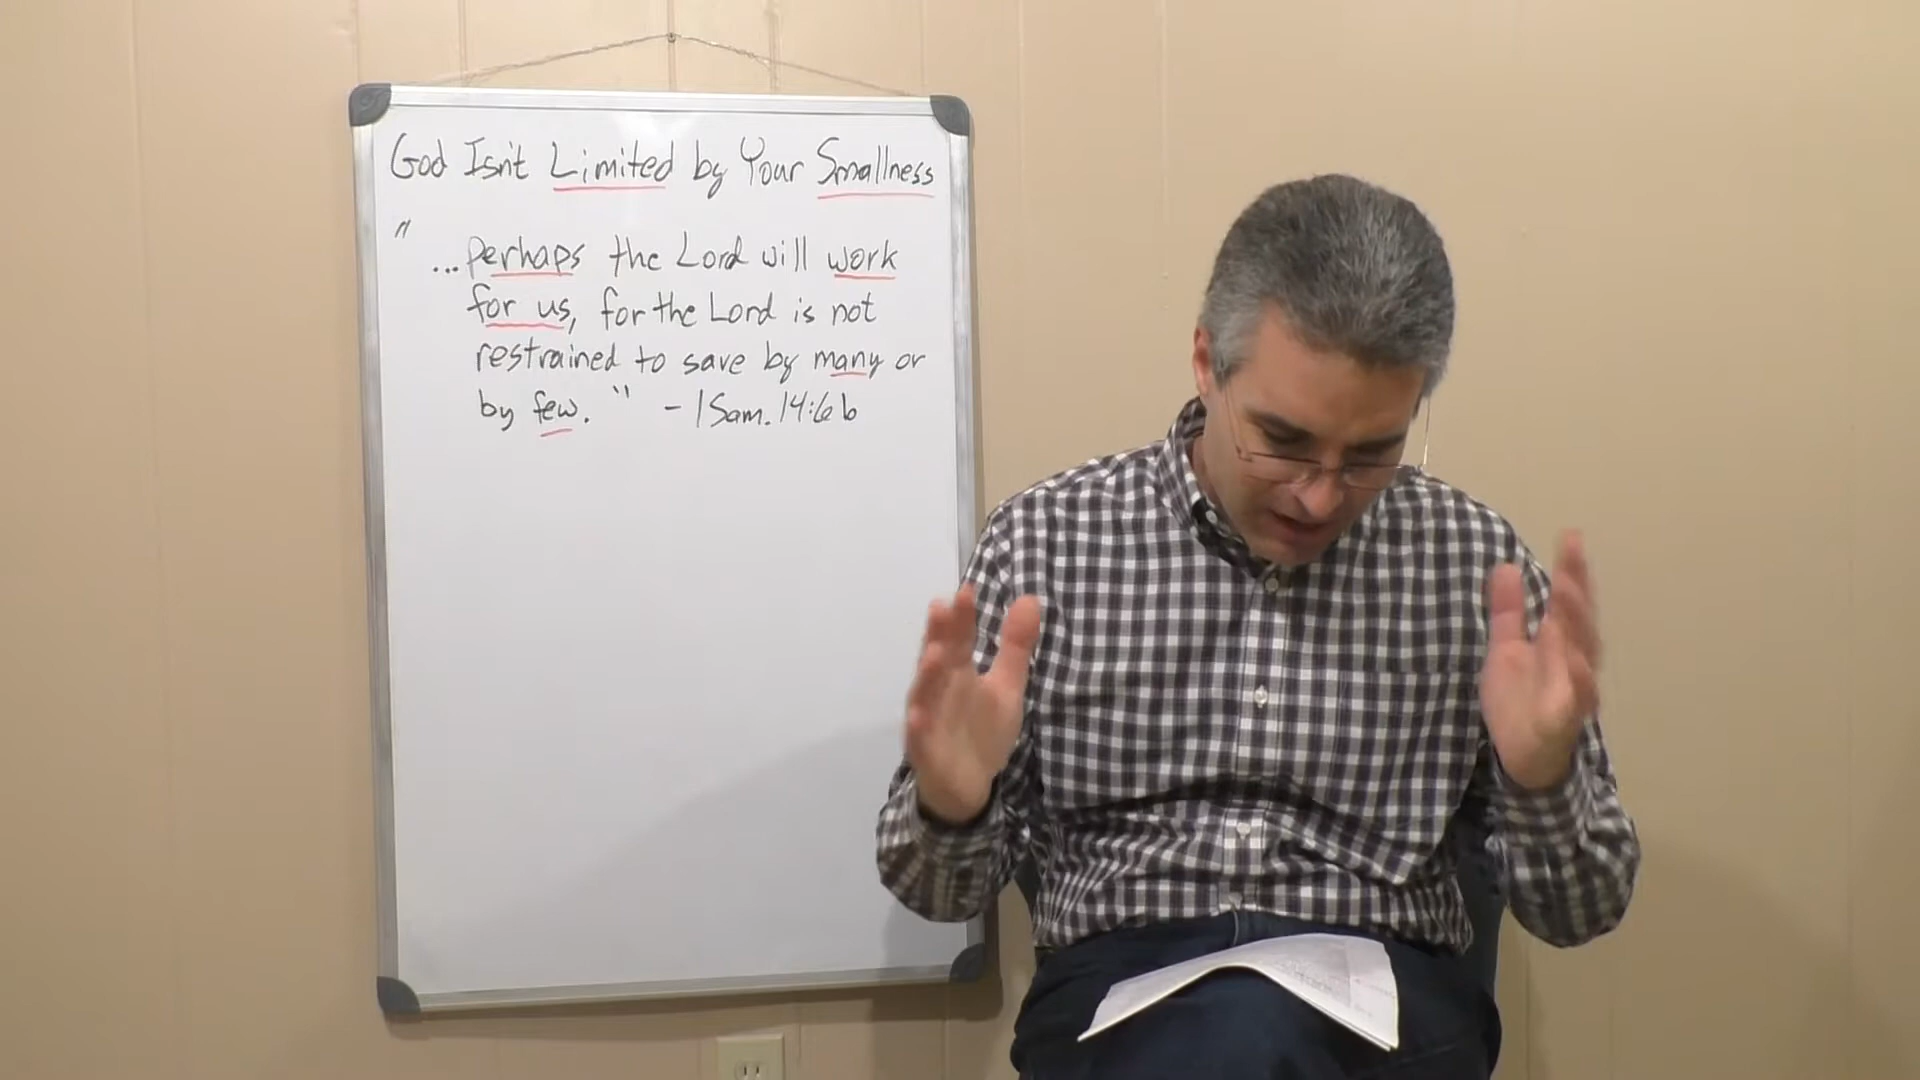 God Isn't Limited by Your Smallness
"
...perhaps the Lord will work
for us, for the Lord is not
restrained to save by many or
by few." - 1 Sam. 14:6b